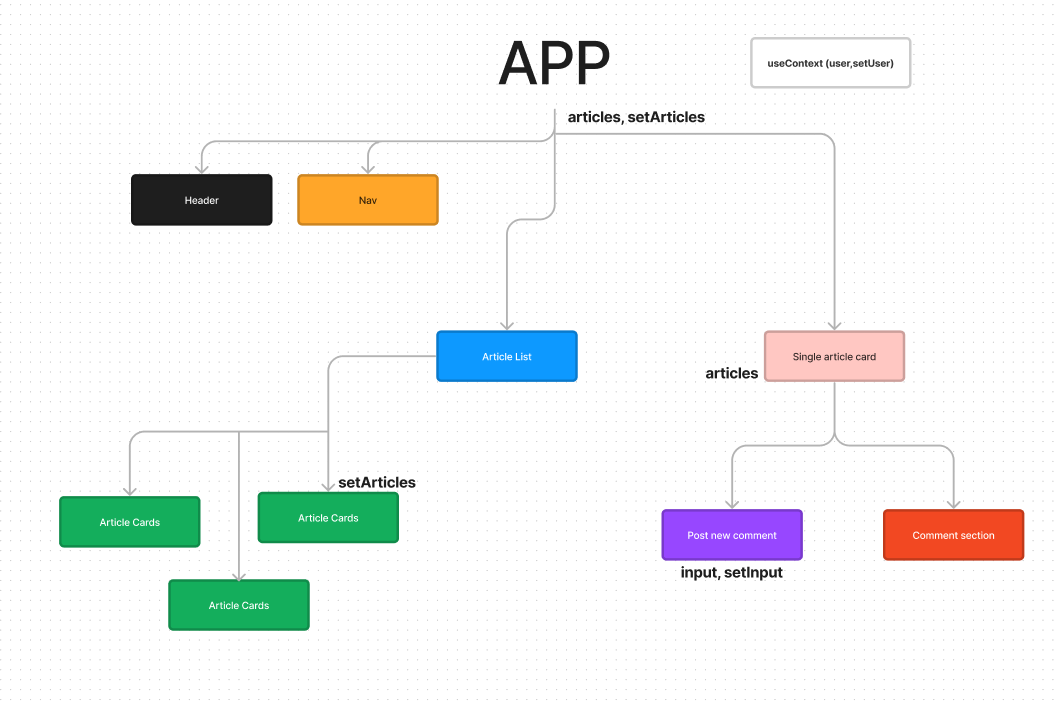 APP
useContext (user,setUser)
articles, setArticles
Header
Nav
Article List
Single article card
articles
setArticles
Article Cards
Article Cards
Article Cards
Post new comment
Comment section
input, setInput